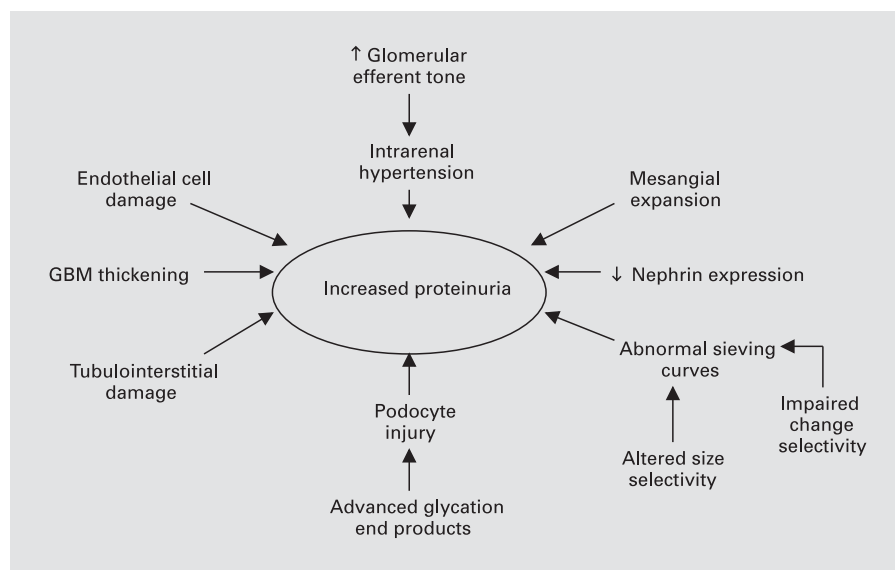 ↑ Glomerular
efferent tone
Intrarenal
hypertension
Endothelial cell
damage
Mesangial
expansion
GBM thickening
Increased proteinuria
↓ Nephrin expression
Tubulointerstitial
damage
Abnormal sieving
curves
Podocyte
injury
Impaired
change
selectivity
Altered size
selectivity
Advanced glycation
end products